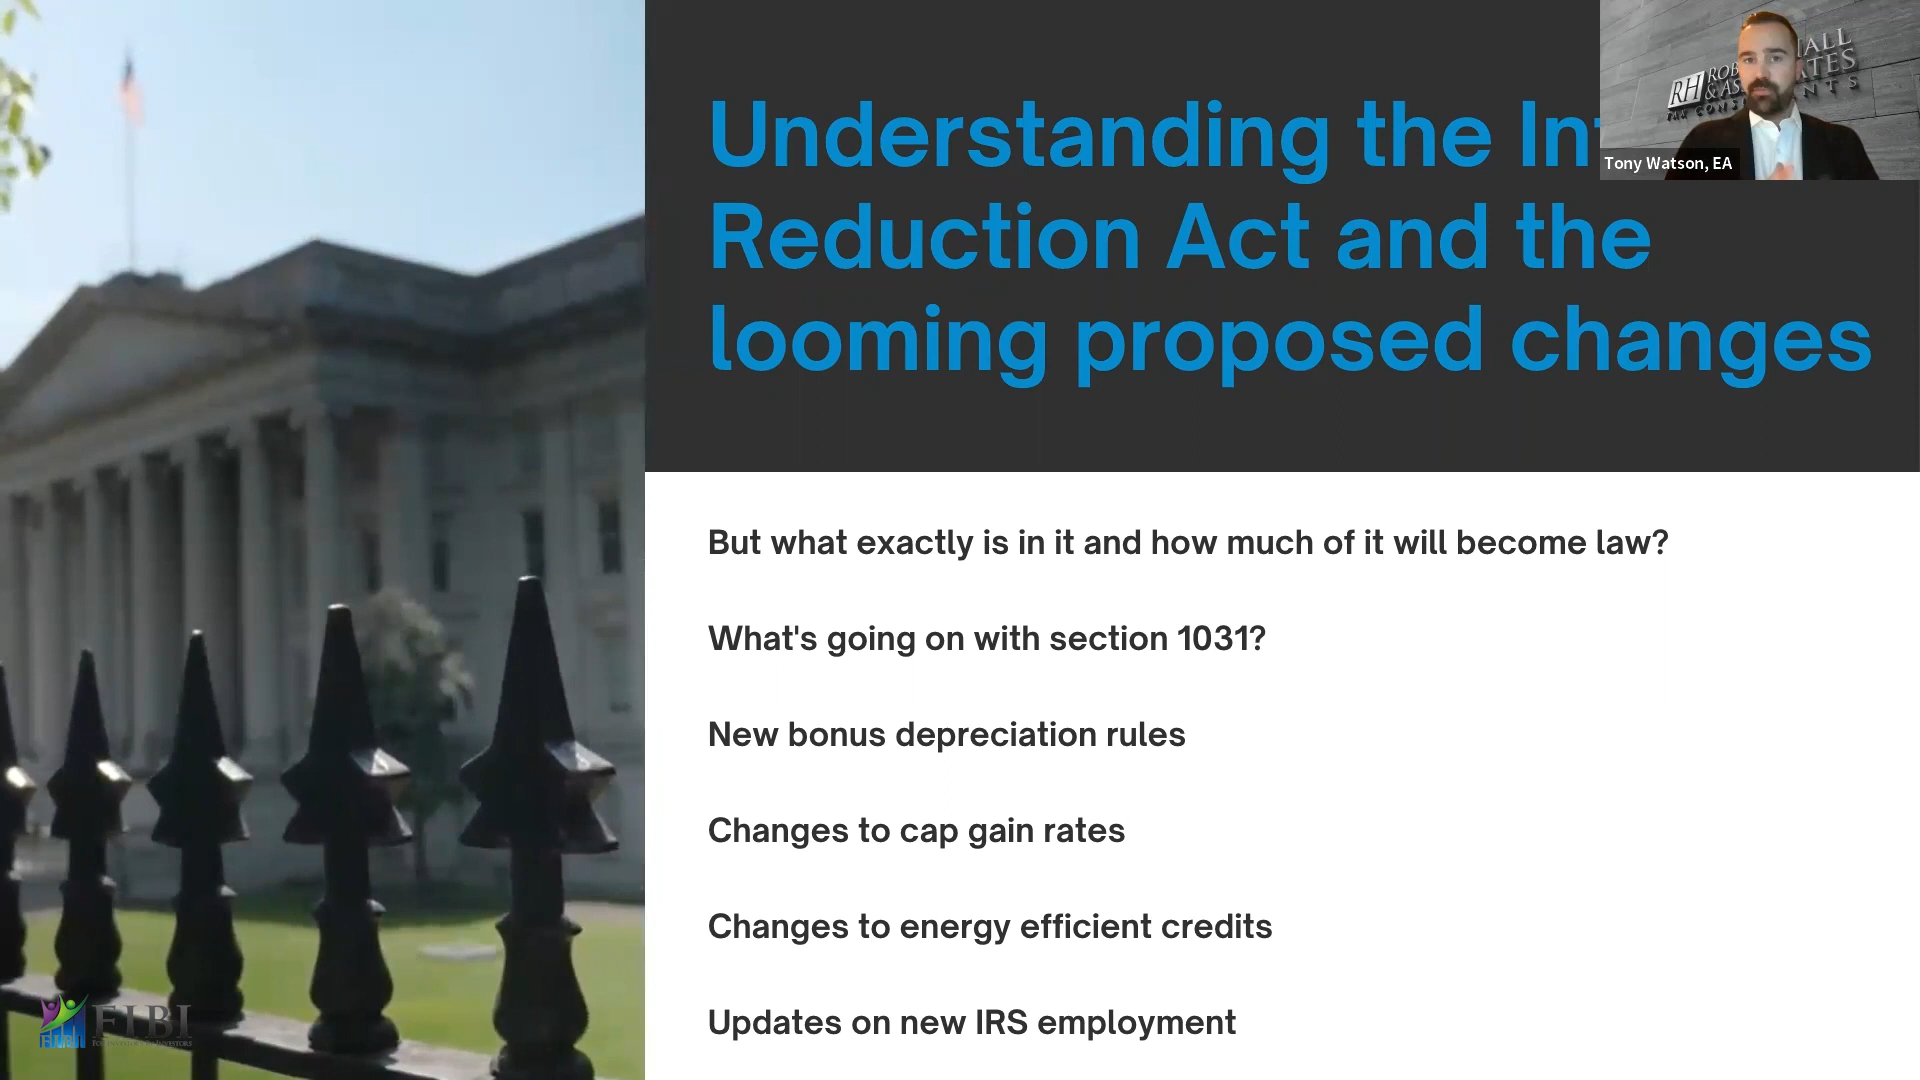 Understanding the In
Reduction Act and the
looming proposed changes
RH
Tony Watson, EA
But what exactly is in it and how much of it will become law?
What's going on with section 1031?
New bonus depreciation rules
Changes to cap gain rates
Changes to energy efficient credits
Updates on new IRS employment
FIBI